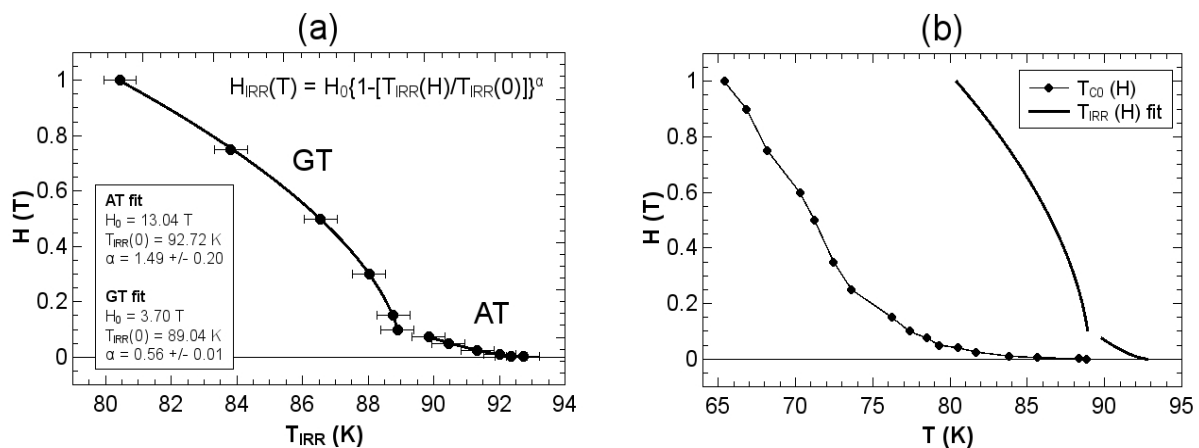 (a)
H_IRR(T) = H_0{1-[T_IRR(H)/T_IRR(0)]}^α
GT
AT
AT fit
H_0 = 13.04 T
T_IRR(0) = 92.72 K
α = 1.49 +/- 0.20
GT fit
H_0 = 3.70 T
T_IRR(0) = 89.04 K
α = 0.56 +/- 0.01
H (T)
1
0.8
0.6
0.4
0.2
0
80 82 84 86 88 90 92 94
T_IRR (K)
(b)
T_C0 (H)
T_IRR (H) fit
H (T)
1
0.8
0.6
0.4
0.2
0
65 70 75 80 85 90 95
T (K)